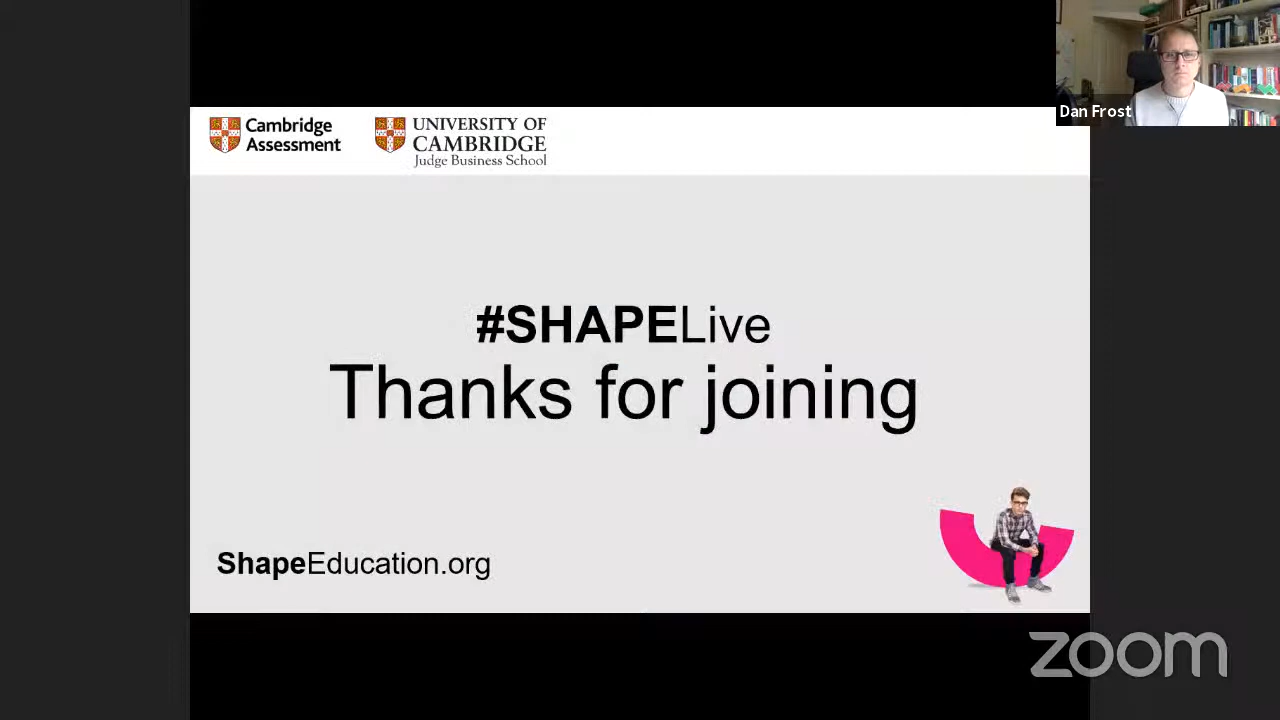 Dan Frost
Cambridge
Assessment
UNIVERSITY OF
CAMBRIDGE
Judge Business School
#SHAPELive
Thanks for joining
ShapeEducation.org
zoom